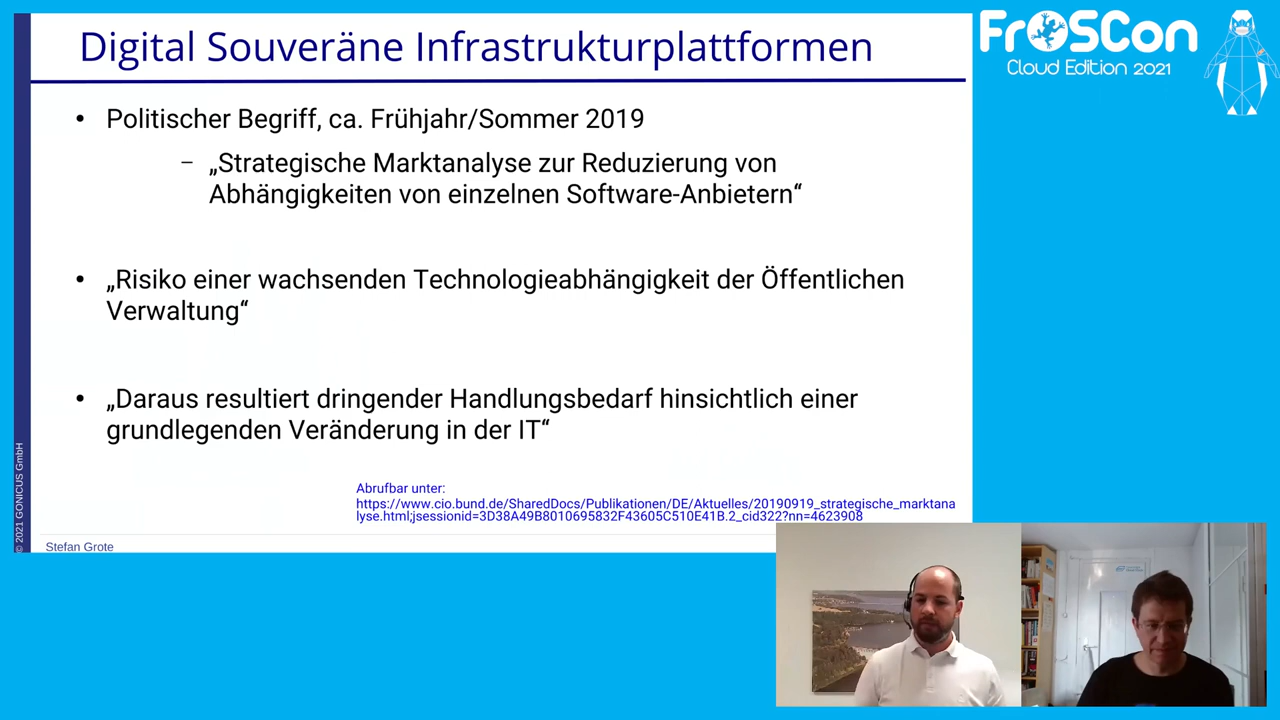 Digital Souveräne Infrastrukturplattformen
FrOSCon
Cloud Edition 2021
• Politischer Begriff, ca. Frühjahr/Sommer 2019
– „Strategische Marktanalyse zur Reduzierung von
Abhängigkeiten von einzelnen Software-Anbietern“
• „Risiko einer wachsenden Technologieabhängigkeit der Öffentlichen
Verwaltung“
• „Daraus resultiert dringender Handlungsbedarf hinsichtlich einer
grundlegenden Veränderung in der IT“
Abrufbar unter:
https://www.cio.bund.de/SharedDocs/Publikationen/DE/Aktuelles/20190919_strategische_marktana
lyse.html;jsessionid=3D38A49B8010695832F43605C510E41B.2_cid322?nn=4623908
© 2021 GONICUS GmbH
Stefan Grote